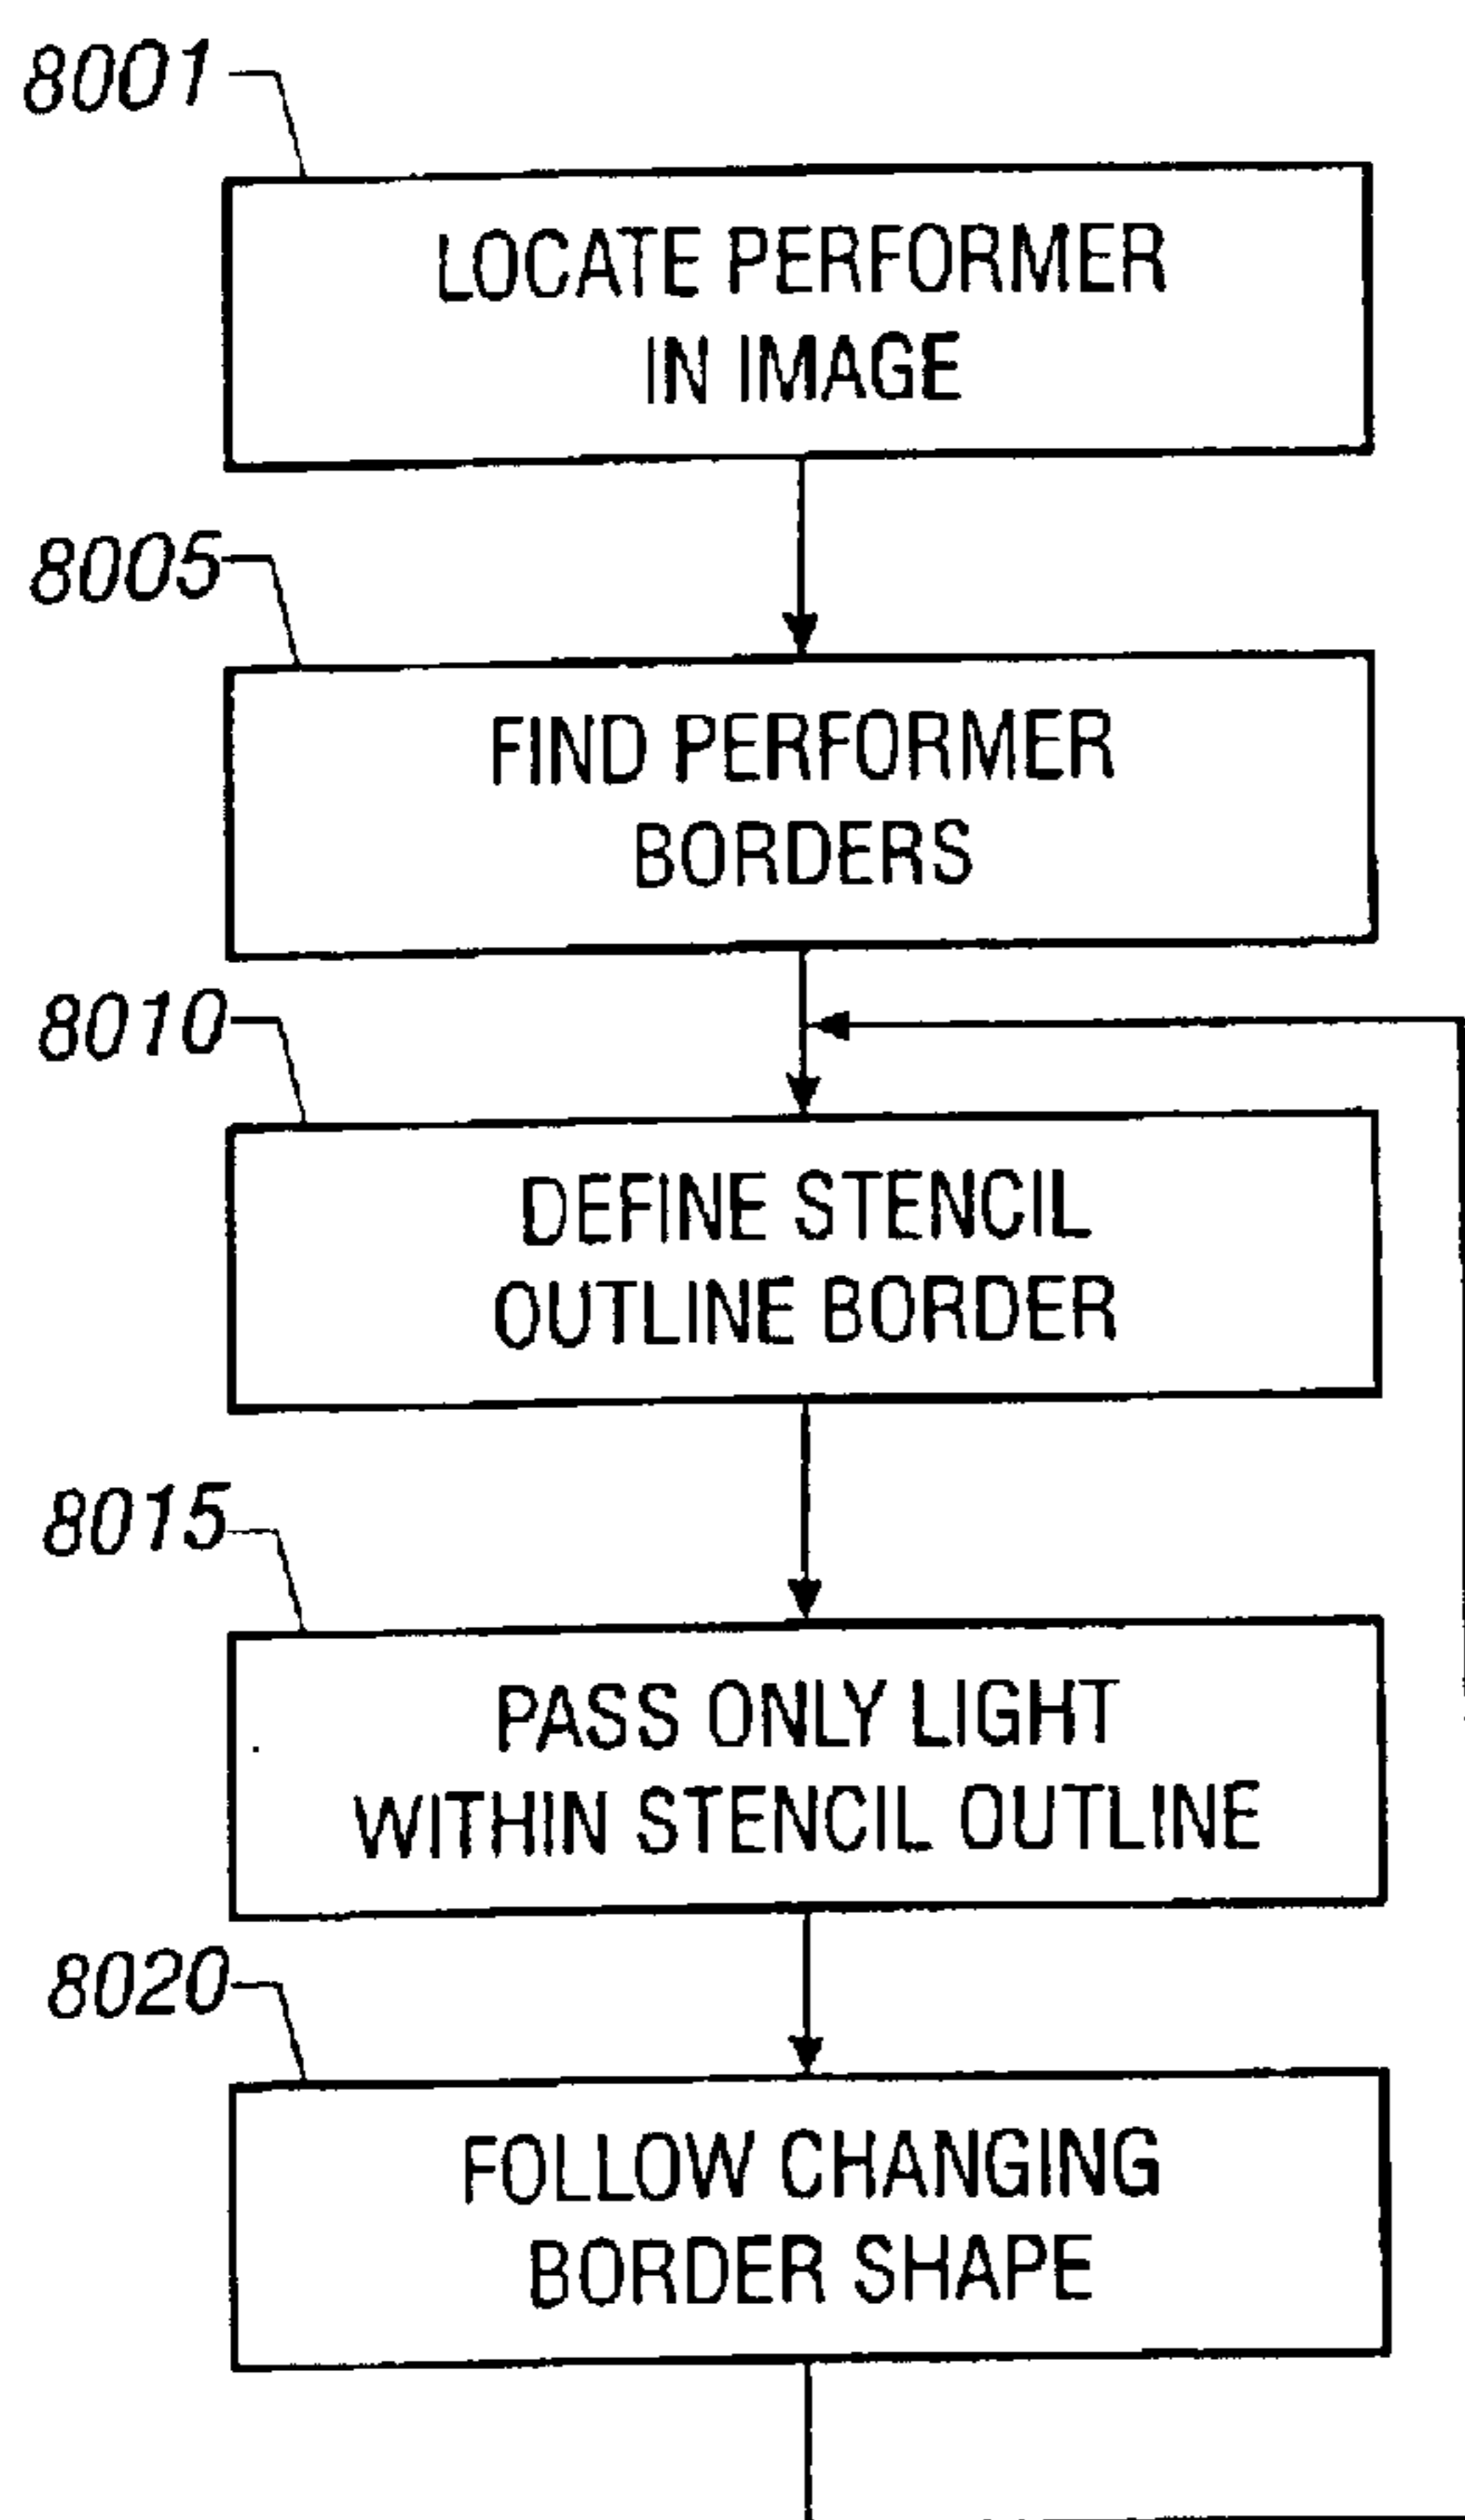 8001
LOCATE PERFORMER
IN IMAGE
8005
FIND PERFORMER
BORDERS
8010
DEFINE STENCIL
OUTLINE BORDER
8015
PASS ONLY LIGHT
WITHIN STENCIL OUTLINE
8020
FOLLOW CHANGING
BORDER SHAPE